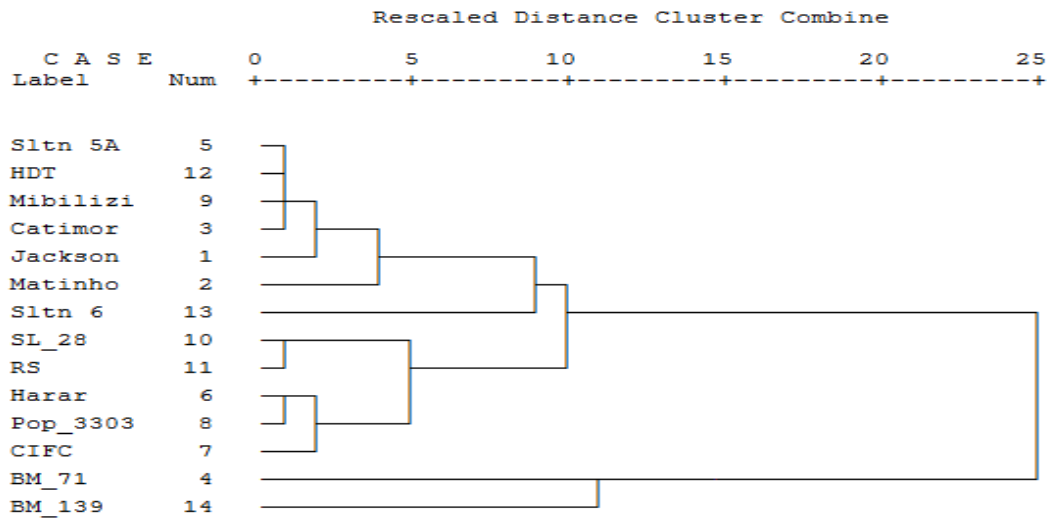 Rescaled Distance Cluster Combine
C A S E 0 5 10 15 20 25
Label Num +---------+---------+---------+---------+---------+
Sltn 5A 5
HDT 12
Mibilizi 9
Catimor 3
Jackson 1
Matinho 2
Sltn 6 13
SL_28 10
RS 11
Harar 6
Pop_3303 8
CIFC 7
BM_71 4
BM_139 14